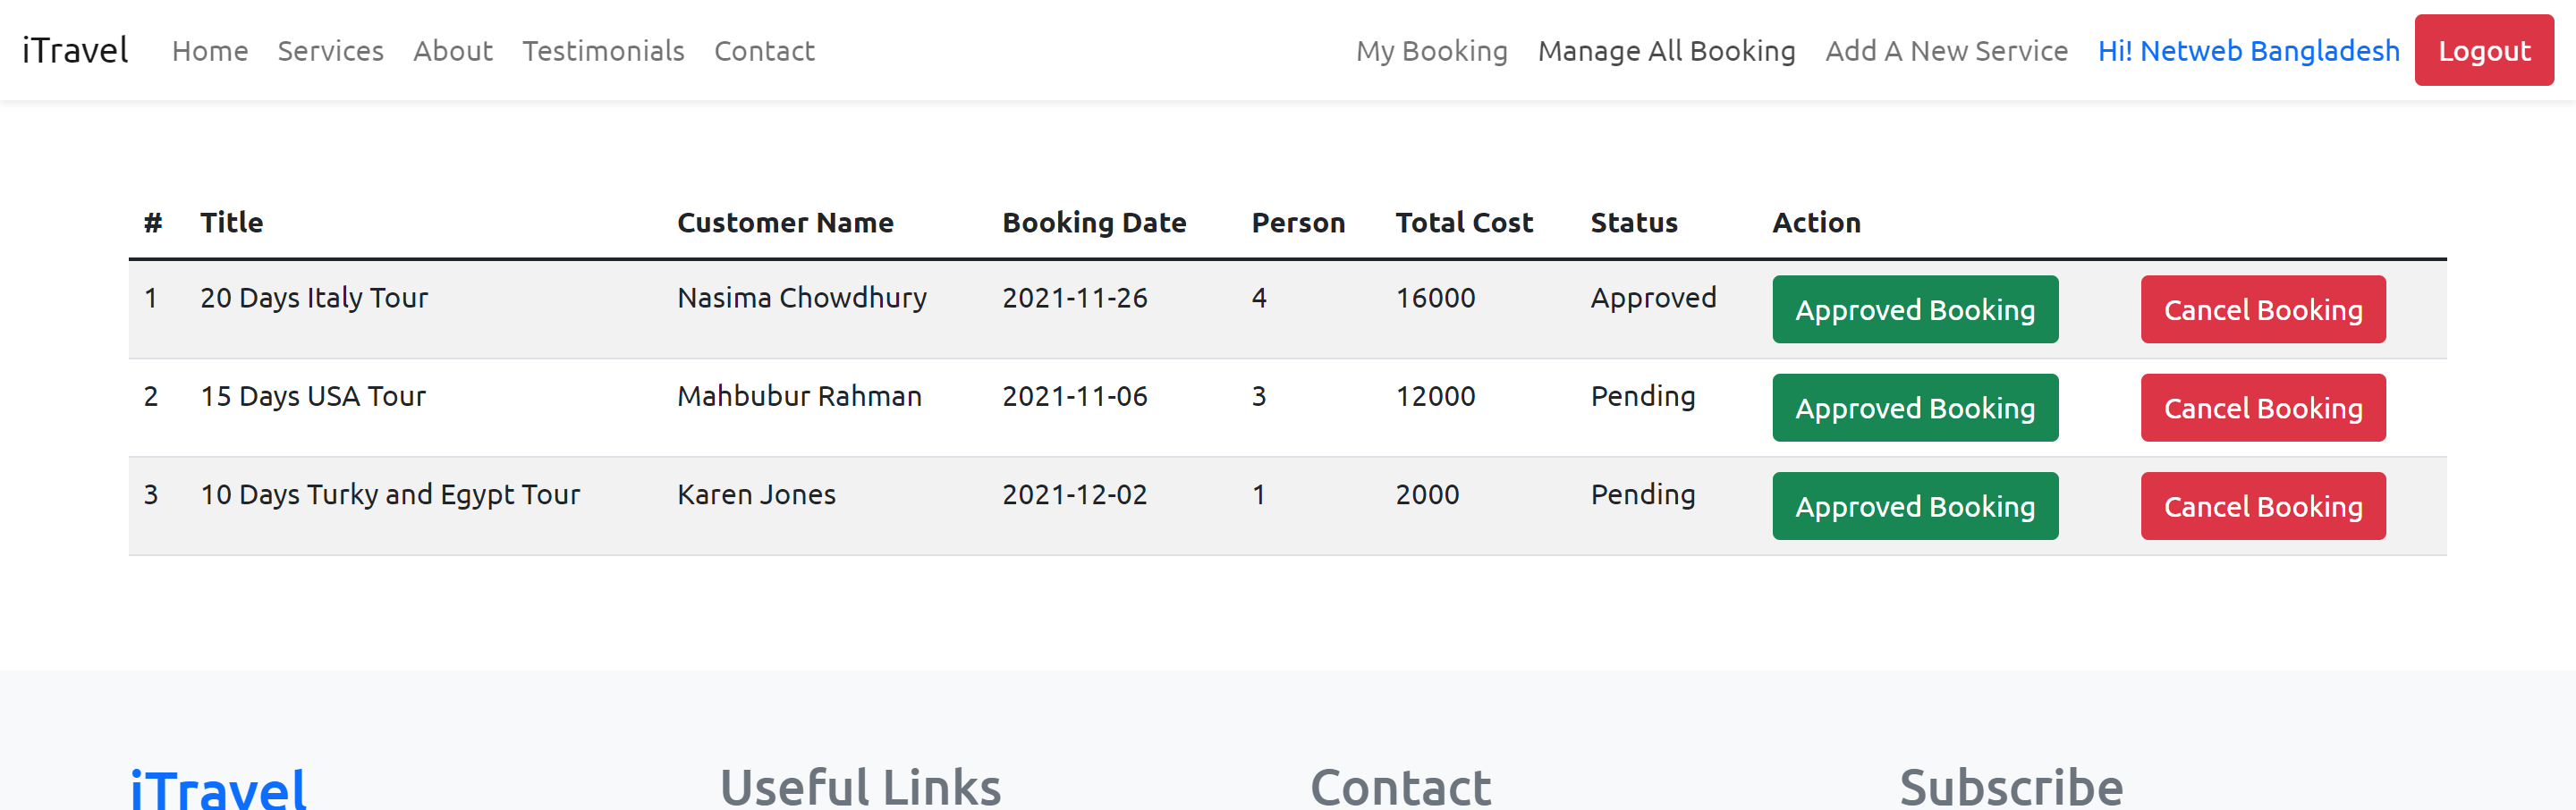 iTravel Home Services About Testimonials Contact My Booking Manage All Booking Add A New Service Hi! Netweb Bangladesh Logout
# Title Customer Name Booking Date Person Total Cost Status Action
1 20 Days Italy Tour Nasima Chowdhury 2021-11-26 4 16000 Approved Approved Booking Cancel Booking
2 15 Days USA Tour Mahbubur Rahman 2021-11-06 3 12000 Pending Approved Booking Cancel Booking
3 10 Days Turky and Egypt Tour Karen Jones 2021-12-02 1 2000 Pending Approved Booking Cancel Booking
iTravel Useful Links Contact Subscribe